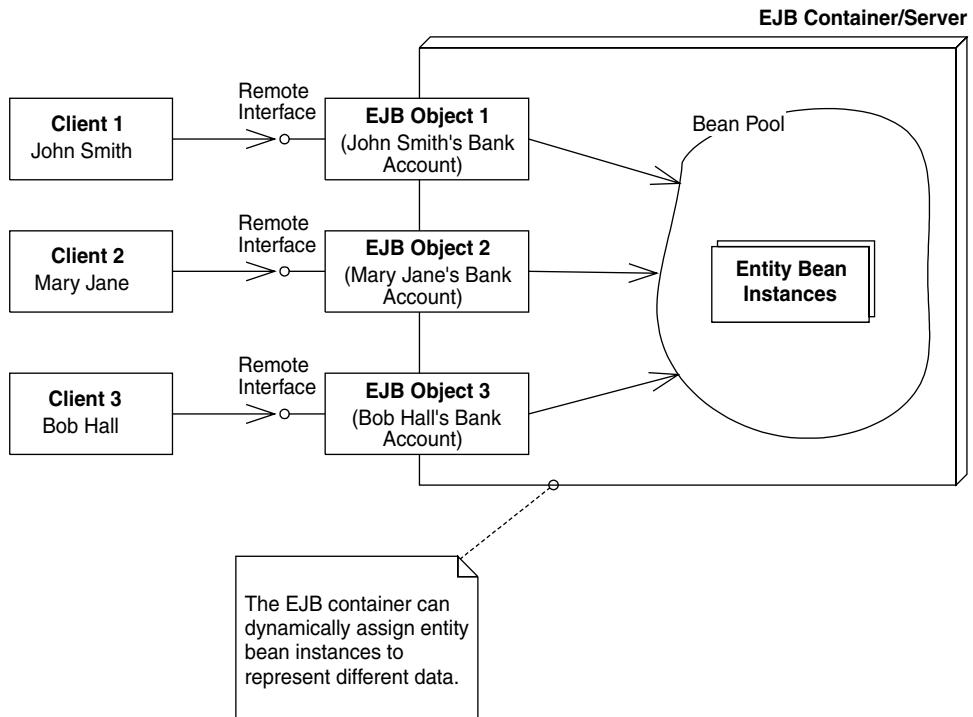 EJB Container/Server
Remote
Interface
Client 1
John Smith
EJB Object 1
(John Smith's Bank
Account)
Bean Pool
Remote
Interface
Client 2
Mary Jane
EJB Object 2
(Mary Jane's Bank
Account)
Entity Bean
Instances
Remote
Interface
Client 3
Bob Hall
EJB Object 3
(Bob Hall's Bank
Account)
The EJB container can
dynamically assign entity
bean instances to
represent different data.